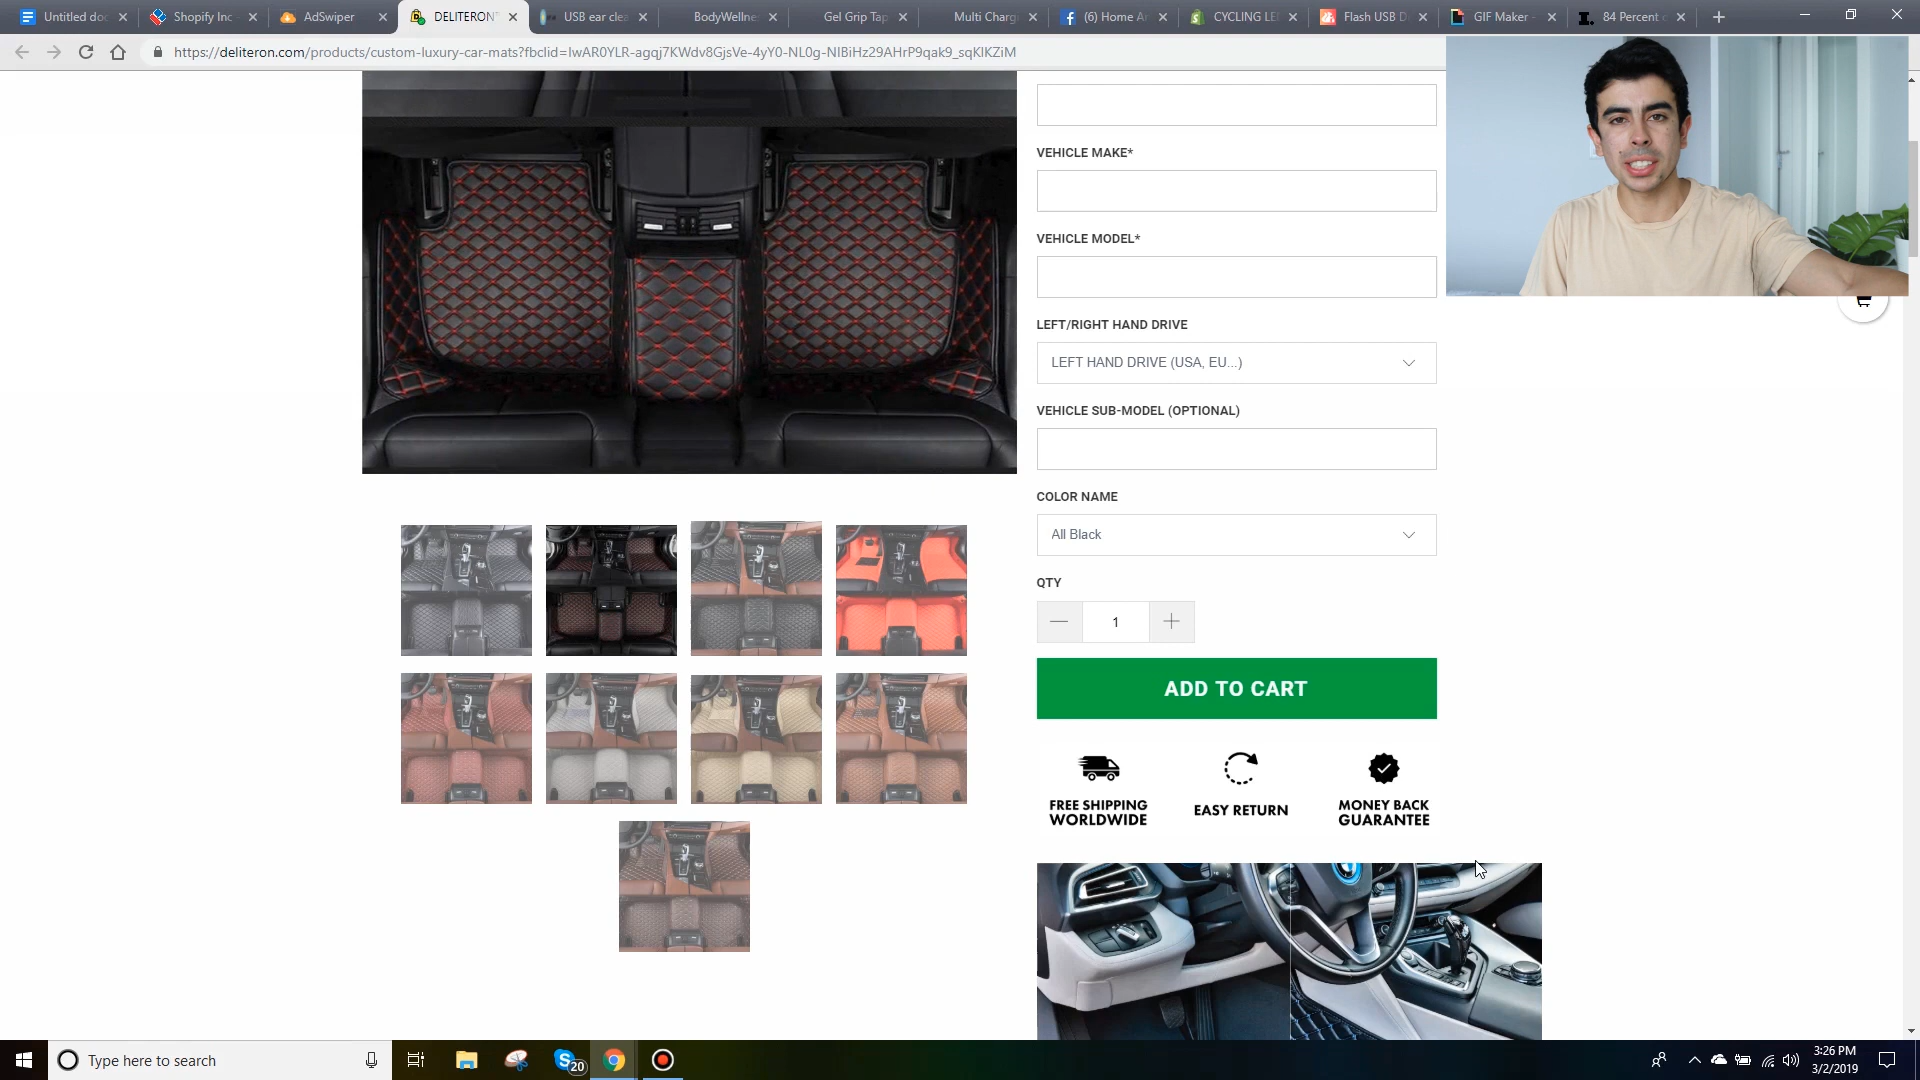 Untitled doc
Shopify Inc
AdSwiper
DELITERON
USB ear clea
BodyWellne
Gel Grip Tap
Multi Charg
(6) Home A
CYCLING LE
Flash USB D
GIF Maker -
84 Percent o
https://deliteron.com/products/custom-luxury-car-mats?fbclid=IwAR0YLR-agqj7KWdv8GjsVe-4yY0-NL0g-NIBiHz29AHrP9qak9_sqKlKZiM
VEHICLE MAKE*
VEHICLE MODEL*
LEFT/RIGHT HAND DRIVE
LEFT HAND DRIVE (USA, EU...)
VEHICLE SUB-MODEL (OPTIONAL)
COLOR NAME
All Black
QTY
1
ADD TO CART
FREE SHIPPING WORLDWIDE
EASY RETURN
MONEY BACK GUARANTEE
Type here to search
20
3:26 PM
3/2/2019